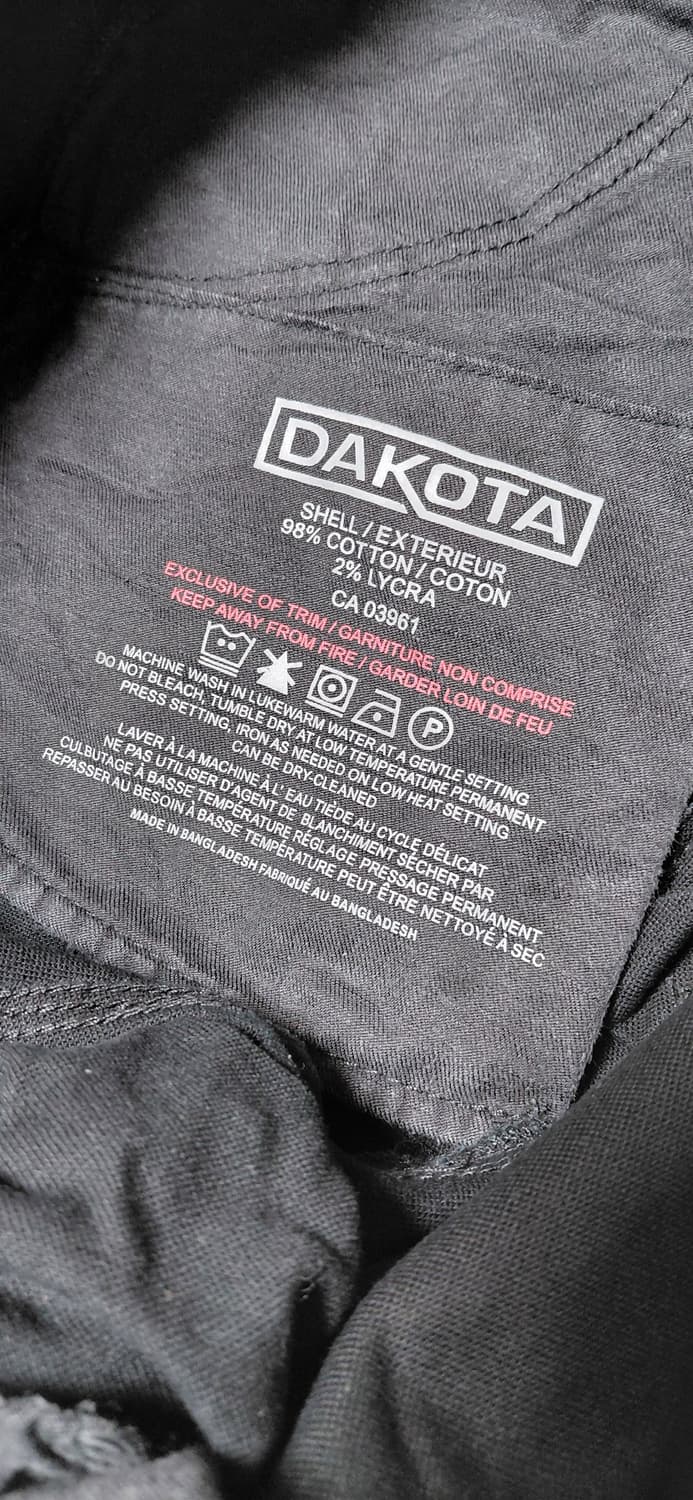 DAKOTA
SHELL / EXTERIEUR
98% COTTON / COTON
2% LYCRA
CA 03961
EXCLUSIVE OF TRIM / GARNITURE NON COMPRISE
KEEP AWAY FROM FIRE / GARDER LOIN DE FEU
P
MACHINE WASH IN LUKEWARM WATER AT A GENTLE SETTING
DO NOT BLEACH, TUMBLE DRY AT LOW TEMPERATURE PERMANENT
PRESS SETTING, IRON AS NEEDED ON LOW HEAT SETTING
CAN BE DRY-CLEANED
LAVER À LA MACHINE À L' EAU TIÈDE AU CYCLE DÉLICAT
NE PAS UTILISER D'AGENT DE BLANCHIMENT SÉCHER PAR
CULBUTAGE À BASSE TEMPÉRATURE RÉGLAGE PRESSAGE PERMANENT
REPASSER AU BESOIN À BASSE TEMPÉRATURE PEUT ÊTRE NETTOYÉ À SEC
MADE IN BANGLADESH FABRIQUÉ AU BANGLADESH